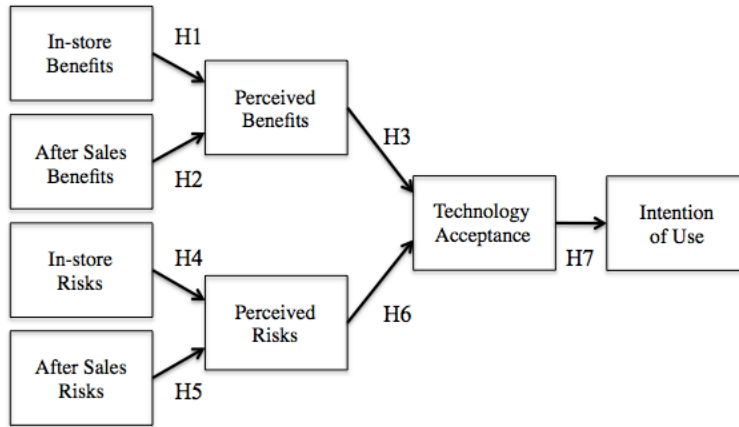 In-store
Benefits
H1
Perceived
Benefits
After Sales
Benefits
H2
H3
Technology
Acceptance
Intention
of Use
H7
In-store
Risks
H4
Perceived
Risks
H6
After Sales
Risks
H5